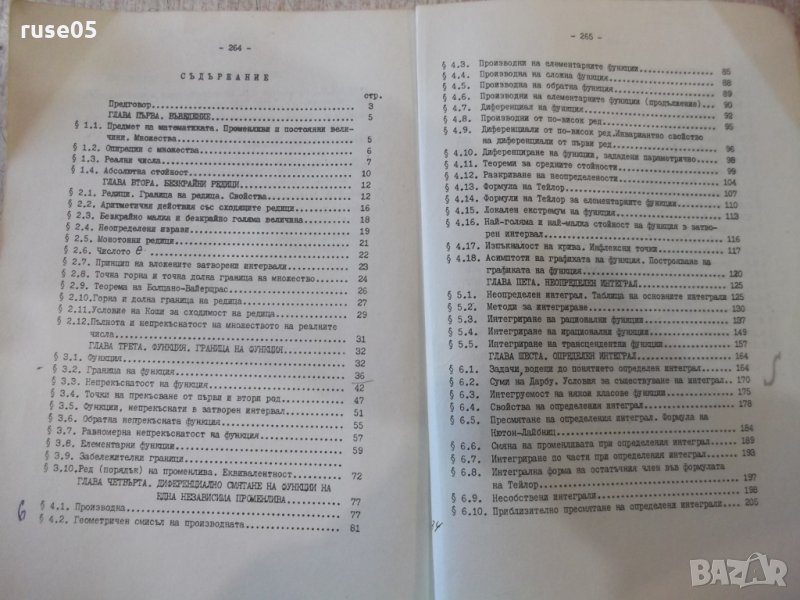 ruse05
- 264 -
СЪДЪРЖАНИЕ
стр.
Предговор 3
ГЛАВА ПЪРВА. ВЪВЕДЕНИЕ 5
§ 1.1. Предмет на математиката. Променливи и постоянни вели-
чини. Множества 5
§ 1.2. Операции с множества 6
§ 1.3. Реални числа 7
§ 1.4. Абсолютна стойност 10
ГЛАВА ВТОРА. БЕЗКРАЙНИ РЕДИЦИ 12
§ 2.1. Редици. Граница на редица. Свойства 12
§ 2.2. Аритметични действия със сходящите редици 16
§ 2.3. Безкрайно малка и безкрайно голяма величина 18
§ 2.4. Неопределени изрази 19
§ 2.5. Монотонни редици 21
§ 2.6. Числото e 22
§ 2.7. Принцип на вложените затворени интервали 23
§ 2.8. Точка горна и точка долна граница на множество 24
§ 2.9. Теорема на Болцано-Вайерщрас 26
§ 2.10. Горна и долна граница на редица 27
§ 2.11. Условие на Коши за сходимост на редица 29
§ 2.12. Пълнота и непрекъснатост на множеството на реалните
числа 31
ГЛАВА ТРЕТА. ФУНКЦИЯ. ГРАНИЦА НА ФУНКЦИЯ 32
§ 3.1. Функция 32
§ 3.2. Граница на функция 36
§ 3.3. Непрекъснатост на функция 42
§ 3.4. Точки на прекъсване от първи и втори род 47
§ 3.5. Функции, непрекъснати в затворен интервал 51
§ 3.6. Обратна непрекъсната функция 55
§ 3.7. Равномерна непрекъснатост на функция 57
§ 3.8. Елементарни функции 59
§ 3.9. Забележителни граници
§ 3.10. Ред (порядък) на променлива. Еквивалентност 72
ГЛАВА ЧЕТВЪРТА. ДИФЕРЕНЦИАЛНО СМЯТАНЕ НА ФУНКЦИИ НА
ЕДНА НЕЗАВИСИМА ПРОМЕНЛИВА 77
6
§ 4.1. Производна 77
§ 4.2. Геометричен смисъл на производната 81
- 265 -
§ 4.3. Производни на елементарните функции 85
§ 4.4. Производна на сложна функция 88
§ 4.5. Производна на обратна функция 89
§ 4.6. Производни на елементарните функции (продължение) 90
§ 4.7. Диференциал на функция 92
§ 4.8. Производни от по-висок ред 95
§ 4.9. Диференциали от по-висок ред. Инвариантно свойство
на диференциали от първи ред 96
§ 4.10. Диференциране на функции, зададени параметрично 98
§ 4.11. Теореми за средните стойности 99
§ 4.12. Разкриване на неопределености 104
§ 4.13. Формула на Тейлор 107
§ 4.14. Формули на Тейлор за елементарните функции 110
§ 4.15. Локален екстремум на функция 113
§ 4.16. Най-голяма и най-малка стойност на функция в затво-
рен интервал 116
§ 4.17. Изпъкналост на крива. Инфлексни точки 117
§ 4.18. Асимптоти на графиката на функция. Построяване на
графиката на функция 120
ГЛАВА ПЕТА. НЕОПРЕДЕЛЕН ИНТЕГРАЛ 125
§ 5.1. Неопределен интеграл. Таблица на основните интеграли 125
§ 5.2. Методи за интегриране 130
§ 5.3. Интегриране на рационални функции 137
§ 5.4. Интегриране на ирационални функции 149
§ 5.5. Интегриране на трансцендентни функции 157
ГЛАВА ШЕСТА. ОПРЕДЕЛЕН ИНТЕГРАЛ 164
§ 6.1. Задачи, водещи до понятието определен интеграл 164
§ 6.2. Суми на Дарбу. Условия за съществуване на интеграл 170
§ 6.3. Интегруемост на някои класове функции 175
§ 6.4. Свойства на определения интеграл 178
§ 6.5. Пресмятане на определения интеграл. Формула на
Нютон-Лайбниц 184
§ 6.6. Смяна на променливата при определения интеграл 189
§ 6.7. Интегриране по части при определения интеграл 193
§ 6.8. Интегрална форма на остатъчния член във формулата
на Тейлор 197
§ 6.9. Несобствени интеграли 198
§ 6.10. Приблизително пресмятане на определени интеграли 205
BAZAR